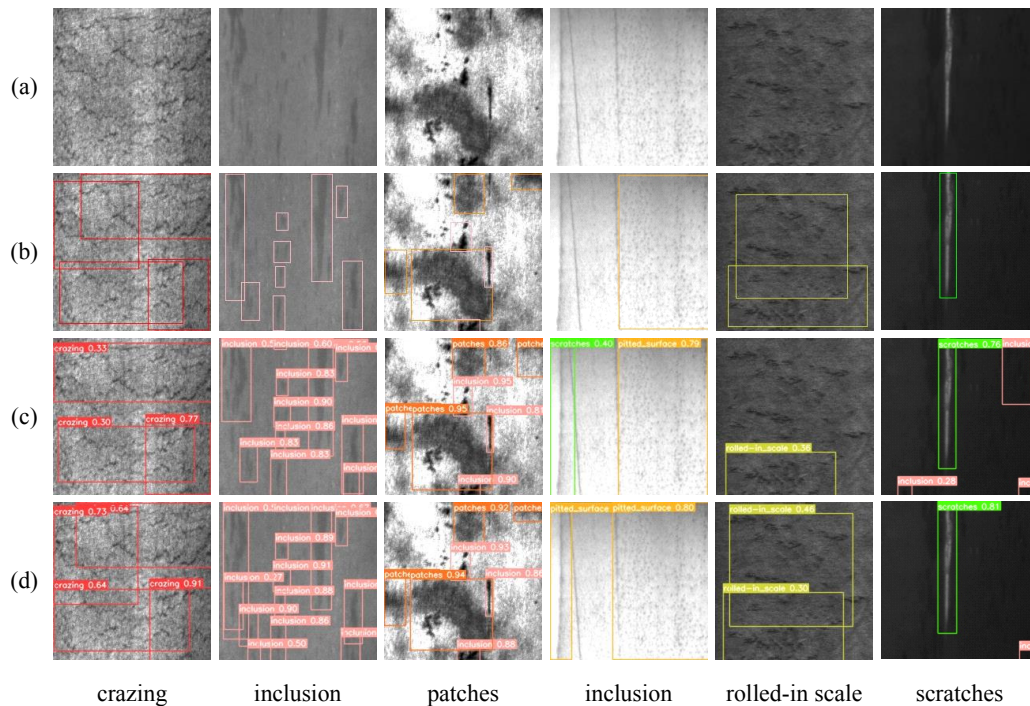 (a)
(b)
(c)
crazing 0.33
crazing 0.30
crazing 0.77
inclusion 0.60
inclusion
inclusion 0.83
inclusion 0.90
inclusion 0.86
inclusion 0.83
inclusion 0.83
patches 0.86
patches 0.95
inclusion 0.95
inclusion 0.90
scratches 0.40
pitted_surface 0.79
rolled-in_scale 0.36
scratches 0.76
inclusion 0.28
(d)
crazing 0.73
0.64
crazing 0.64
crazing 0.91
inclusion 0.89
inclusion 0.91
inclusion 0.88
inclusion 0.90
inclusion 0.86
inclusion 0.50
patches 0.92
inclusion 0.93
patches 0.94
inclusion 0.88
pitted_surface
pitted_surface 0.80
rolled-in_scale 0.46
rolled-in_scale 0.30
scratches 0.81
crazing
inclusion
patches
inclusion
rolled-in scale
scratches